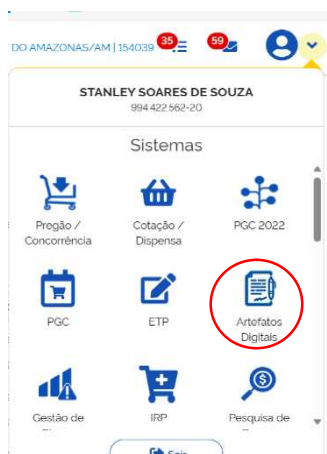 DO AMAZONAS/AM | 154039 35 59
STANLEY SOARES DE SOUZA
994.422.562-20
Sistemas
Pregão / Cotação / PGC 2022
Concorrência Dispensa
PGC ETP Artefatos
Digitais
Gestão de IRP Pesquisa de